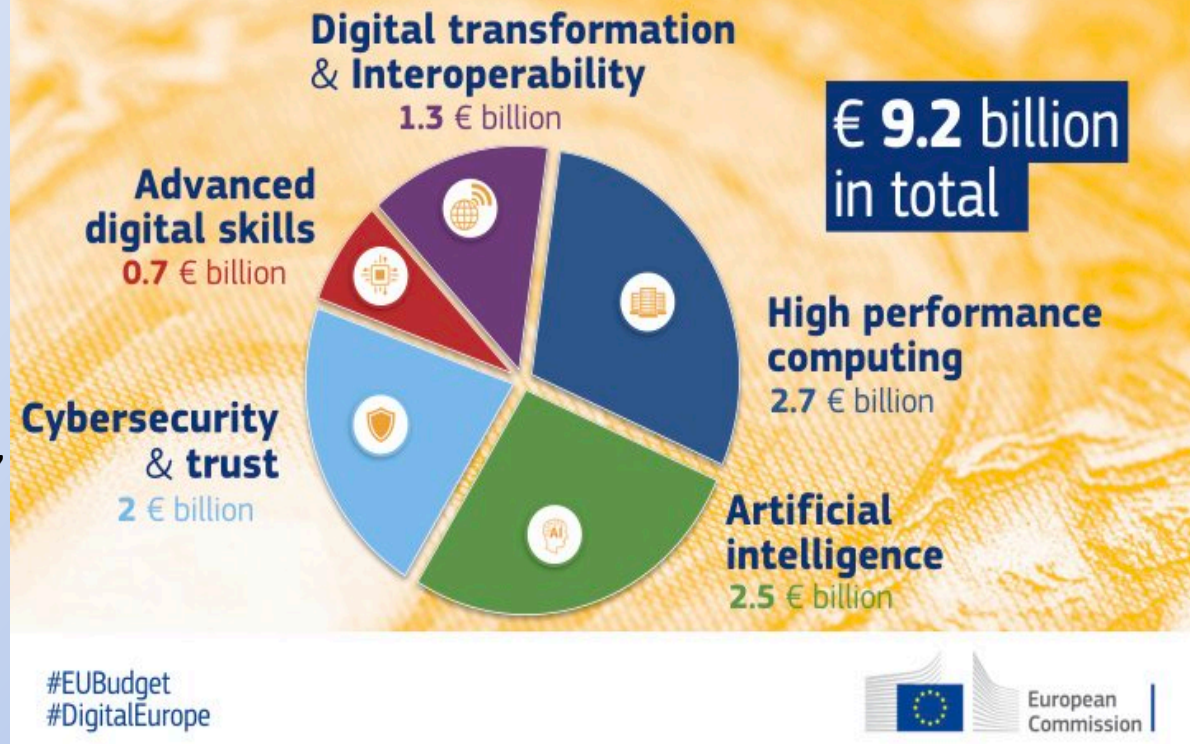 Digital transformation
& Interoperability
1.3 € billion
€ 9.2 billion
in total
Advanced
digital skills
0.7 € billion
High performance
computing
2.7 € billion
Cybersecurity
& trust
2 € billion
Artificial
intelligence
2.5 € billion
AI
#EUBudget
#DigitalEurope
European
Commission